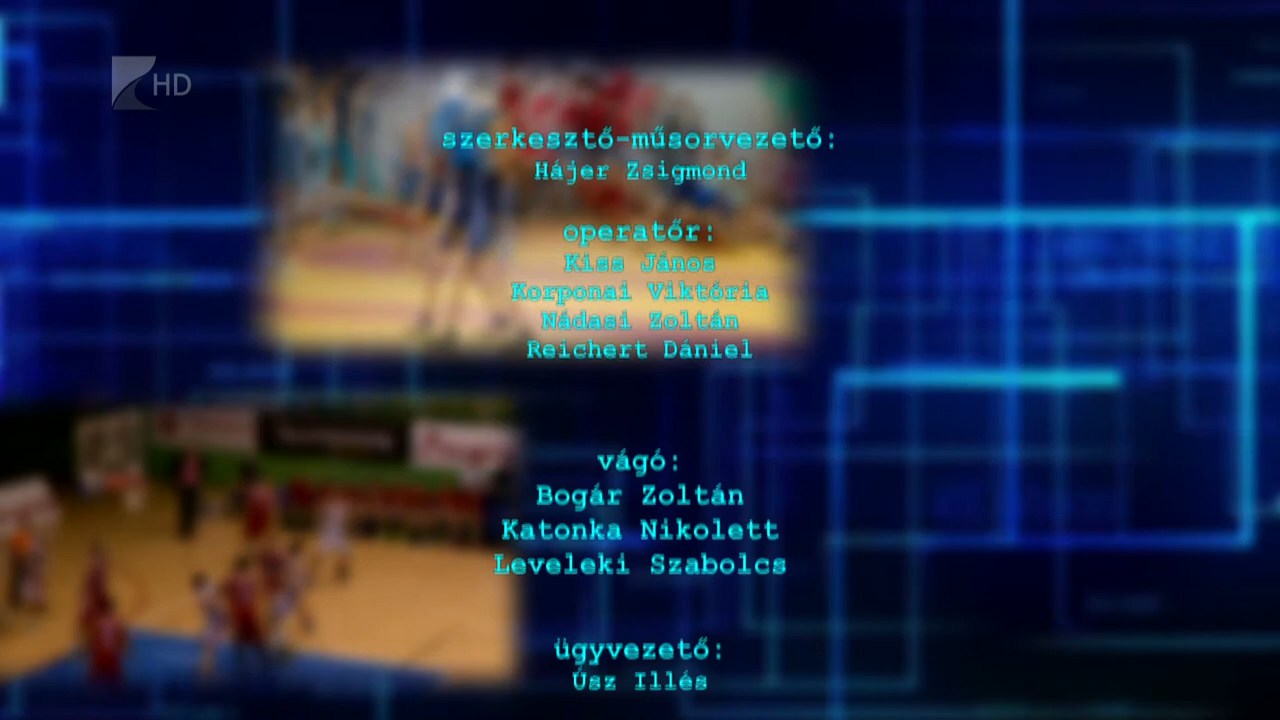 HD
szerkesztő-műsorvezető:
Hájer Zsigmond
operatőr:
Kiss János
Korponai Viktória
Nádasi Zoltán
Reichert Dániel
vágó:
Bogár Zoltán
Katonka Nikolett
Leveleki Szabolcs
ügyvezető:
Úsz Illés